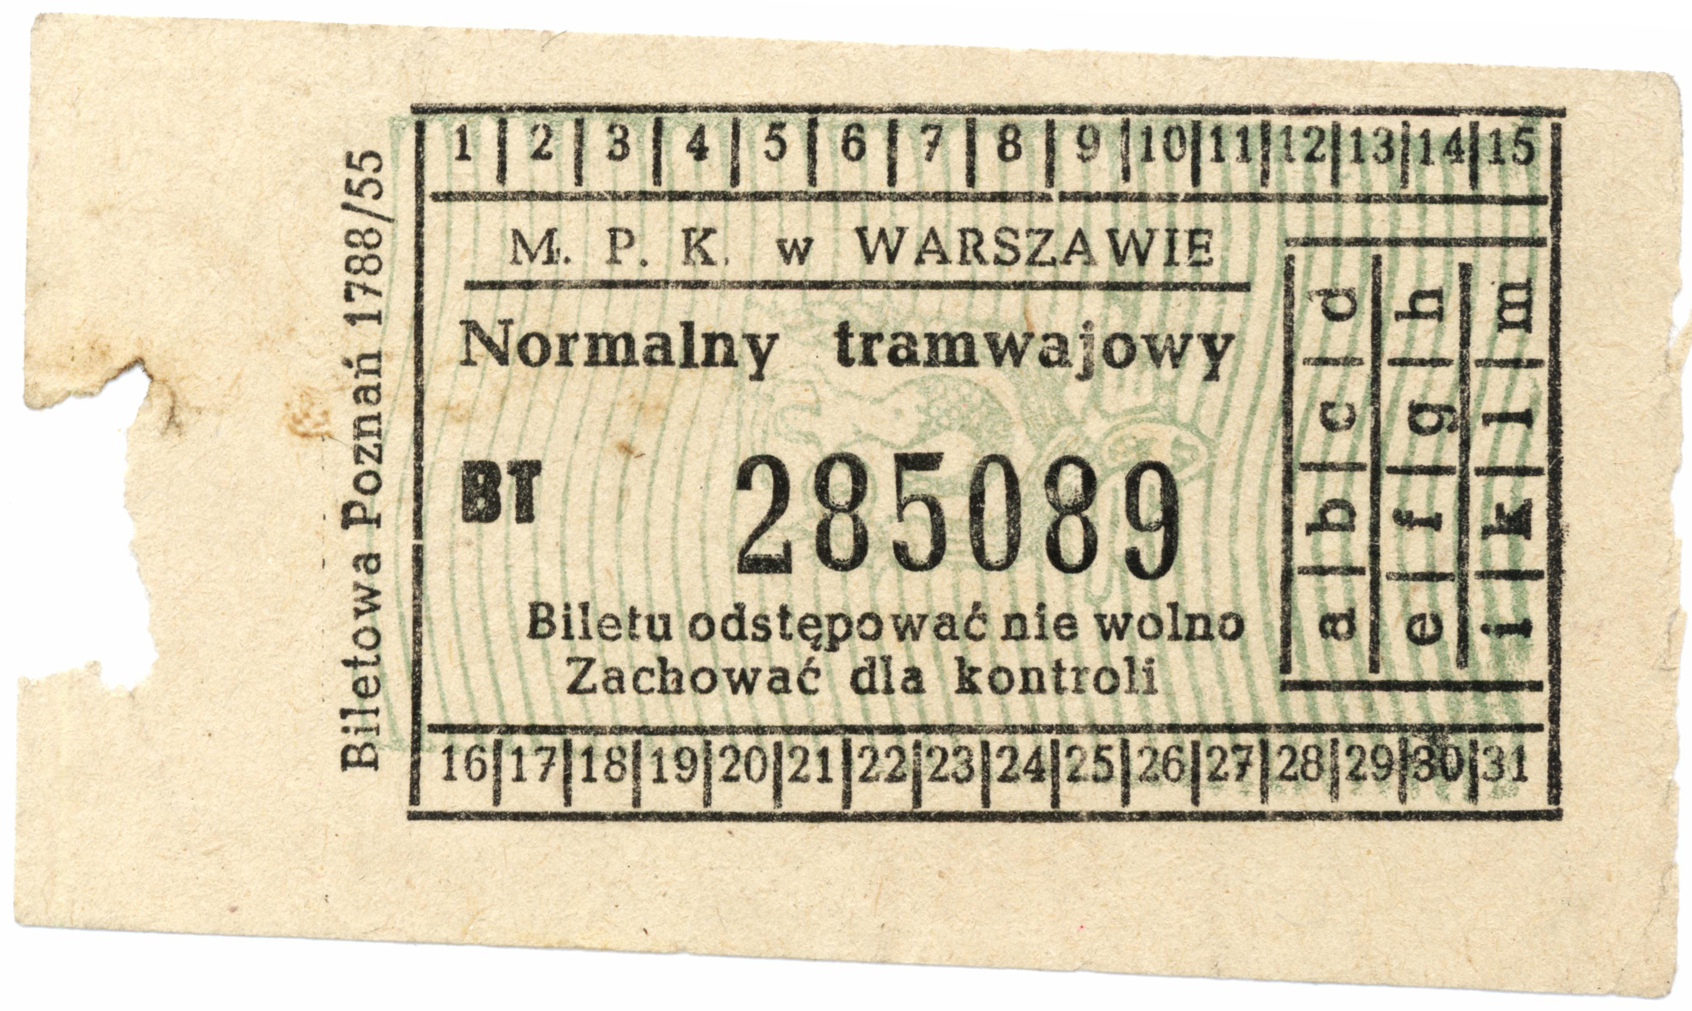 1 2 3 4 5 6 7 8 9 10 11 12 13 14 15
M. P. K. w WARSZAWIE
Normalny tramwajowy
BT 285089
Biletu odstępować nie wolno
Zachować dla kontroli
16 17 18 19 20 21 22 23 24 25 26 27 28 29 30 31
a b c d
e f g h
i k l m
Biletowa Poznań 1788/55